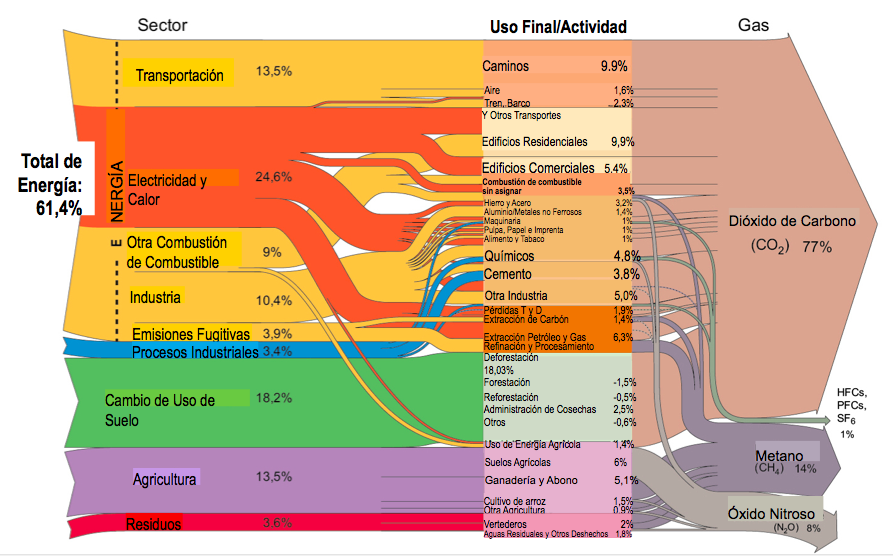 Sector
Uso Final/Actividad
Gas
Total de
Energía:
61,4%
E NERGÍA
Transportación 13,5%
Electricidad y
Calor
24,6%
Otra Combustión
de Combustible
9%
Industria
10,4%
Emisiones Fugitivas 3,9%
Procesos Industriales 3,4%
Cambio de Uso de
Suelo
18,2%
Agricultura 13,5%
Residuos 3,6%
Caminos 9.9%
Aire 1,6%
Tren, Barco 2,3%
Y Otros Transportes
Edificios Residenciales 9,9%
Edificios Comerciales 5.4%
Combustión de combustible
sin asignar 3,5%
Hierro y Acero 3,2%
Aluminio/Metales no Ferrosos 1,4%
Maquinaria 1%
Pulpa, Papel e Imprenta 1%
Alimento y Tabaco 1%
Químicos 4,8%
Cemento 3.8%
Otra Industria 5,0%
Pérdidas T y D 1,9%
Extracción de Carbón 1,4%
Extracción Petróleo y Gas 6,3%
Refinación y Procesamiento
Deforestación
18,03%
Forestación -1,5%
Reforestación -0,5%
Administración de Cosechas 2,5%
Otros -0,6%
Uso de Energía Agrícola 1,4%
Suelos Agrícolas 6%
Ganadería y Abono 5,1%
Cultivo de arroz 1,5%
Otra Agricultura 0.9%
Vertederos 2%
Aguas Residuales y Otros Deshechos 1,8%
Dióxido de Carbono
(CO2) 77%
HFCs,
PFCs,
SF6
1%
Metano
(CH4) 14%
Óxido Nitroso
(N2O) 8%